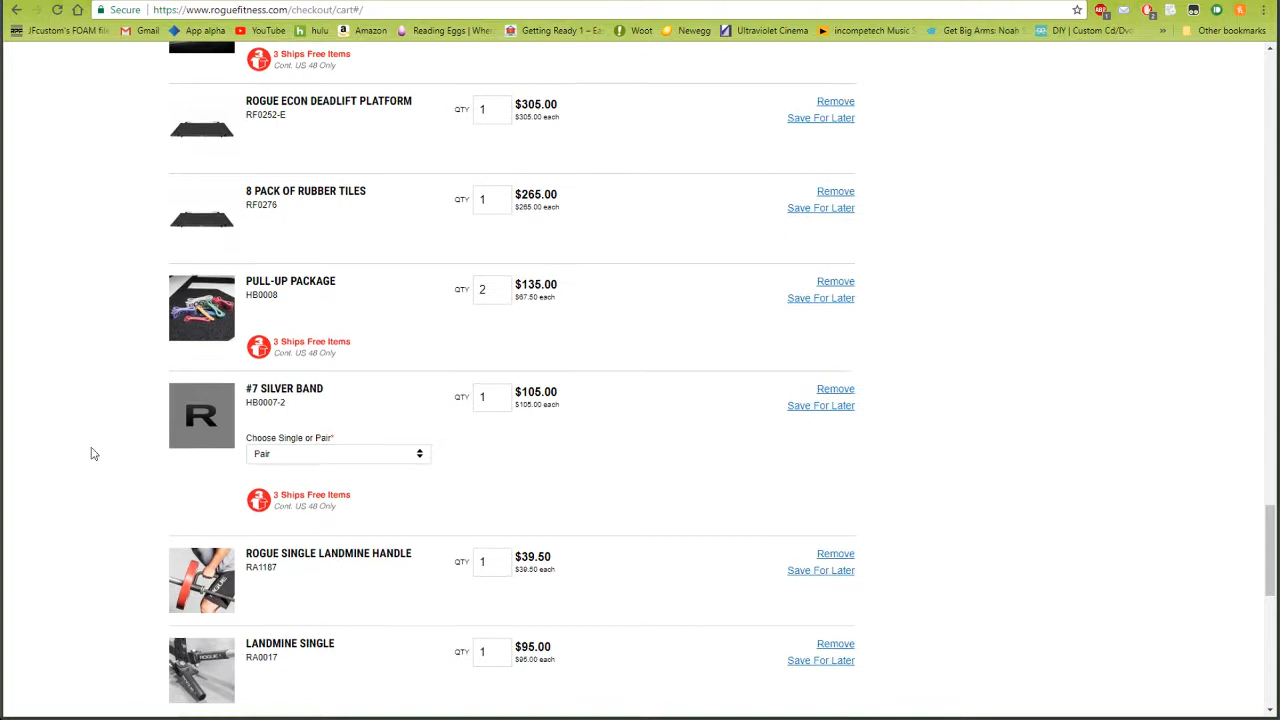 Secure https://www.roguefitness.com/checkout/cart#/
JFcustom's FOAM file Gmail App alpha YouTube hulu Amazon Reading Eggs | Wher Getting Ready 1 – Eas Woot Newegg Ultraviolet Cinema incompetech Music S Get Big Arms: Noah S DIY | Custom Cd/Dvd » Other bookmarks
3 Ships Free Items
Cont. US 48 Only
ROGUE ECON DEADLIFT PLATFORM
RF0252-E
QTY 1 $305.00
$305.00 each
Remove
Save For Later
8 PACK OF RUBBER TILES
RF0276
QTY 1 $265.00
$265.00 each
Remove
Save For Later
PULL-UP PACKAGE
HB0008
QTY 2 $135.00
$67.50 each
Remove
Save For Later
3 Ships Free Items
Cont. US 48 Only
R
#7 SILVER BAND
HB0007-2
QTY 1 $105.00
$105.00 each
Remove
Save For Later
Choose Single or Pair*
Pair
3 Ships Free Items
Cont. US 48 Only
ROGUE SINGLE LANDMINE HANDLE
RA1187
QTY 1 $39.50
$39.50 each
Remove
Save For Later
LANDMINE SINGLE
RA0017
QTY 1 $95.00
$95.00 each
Remove
Save For Later